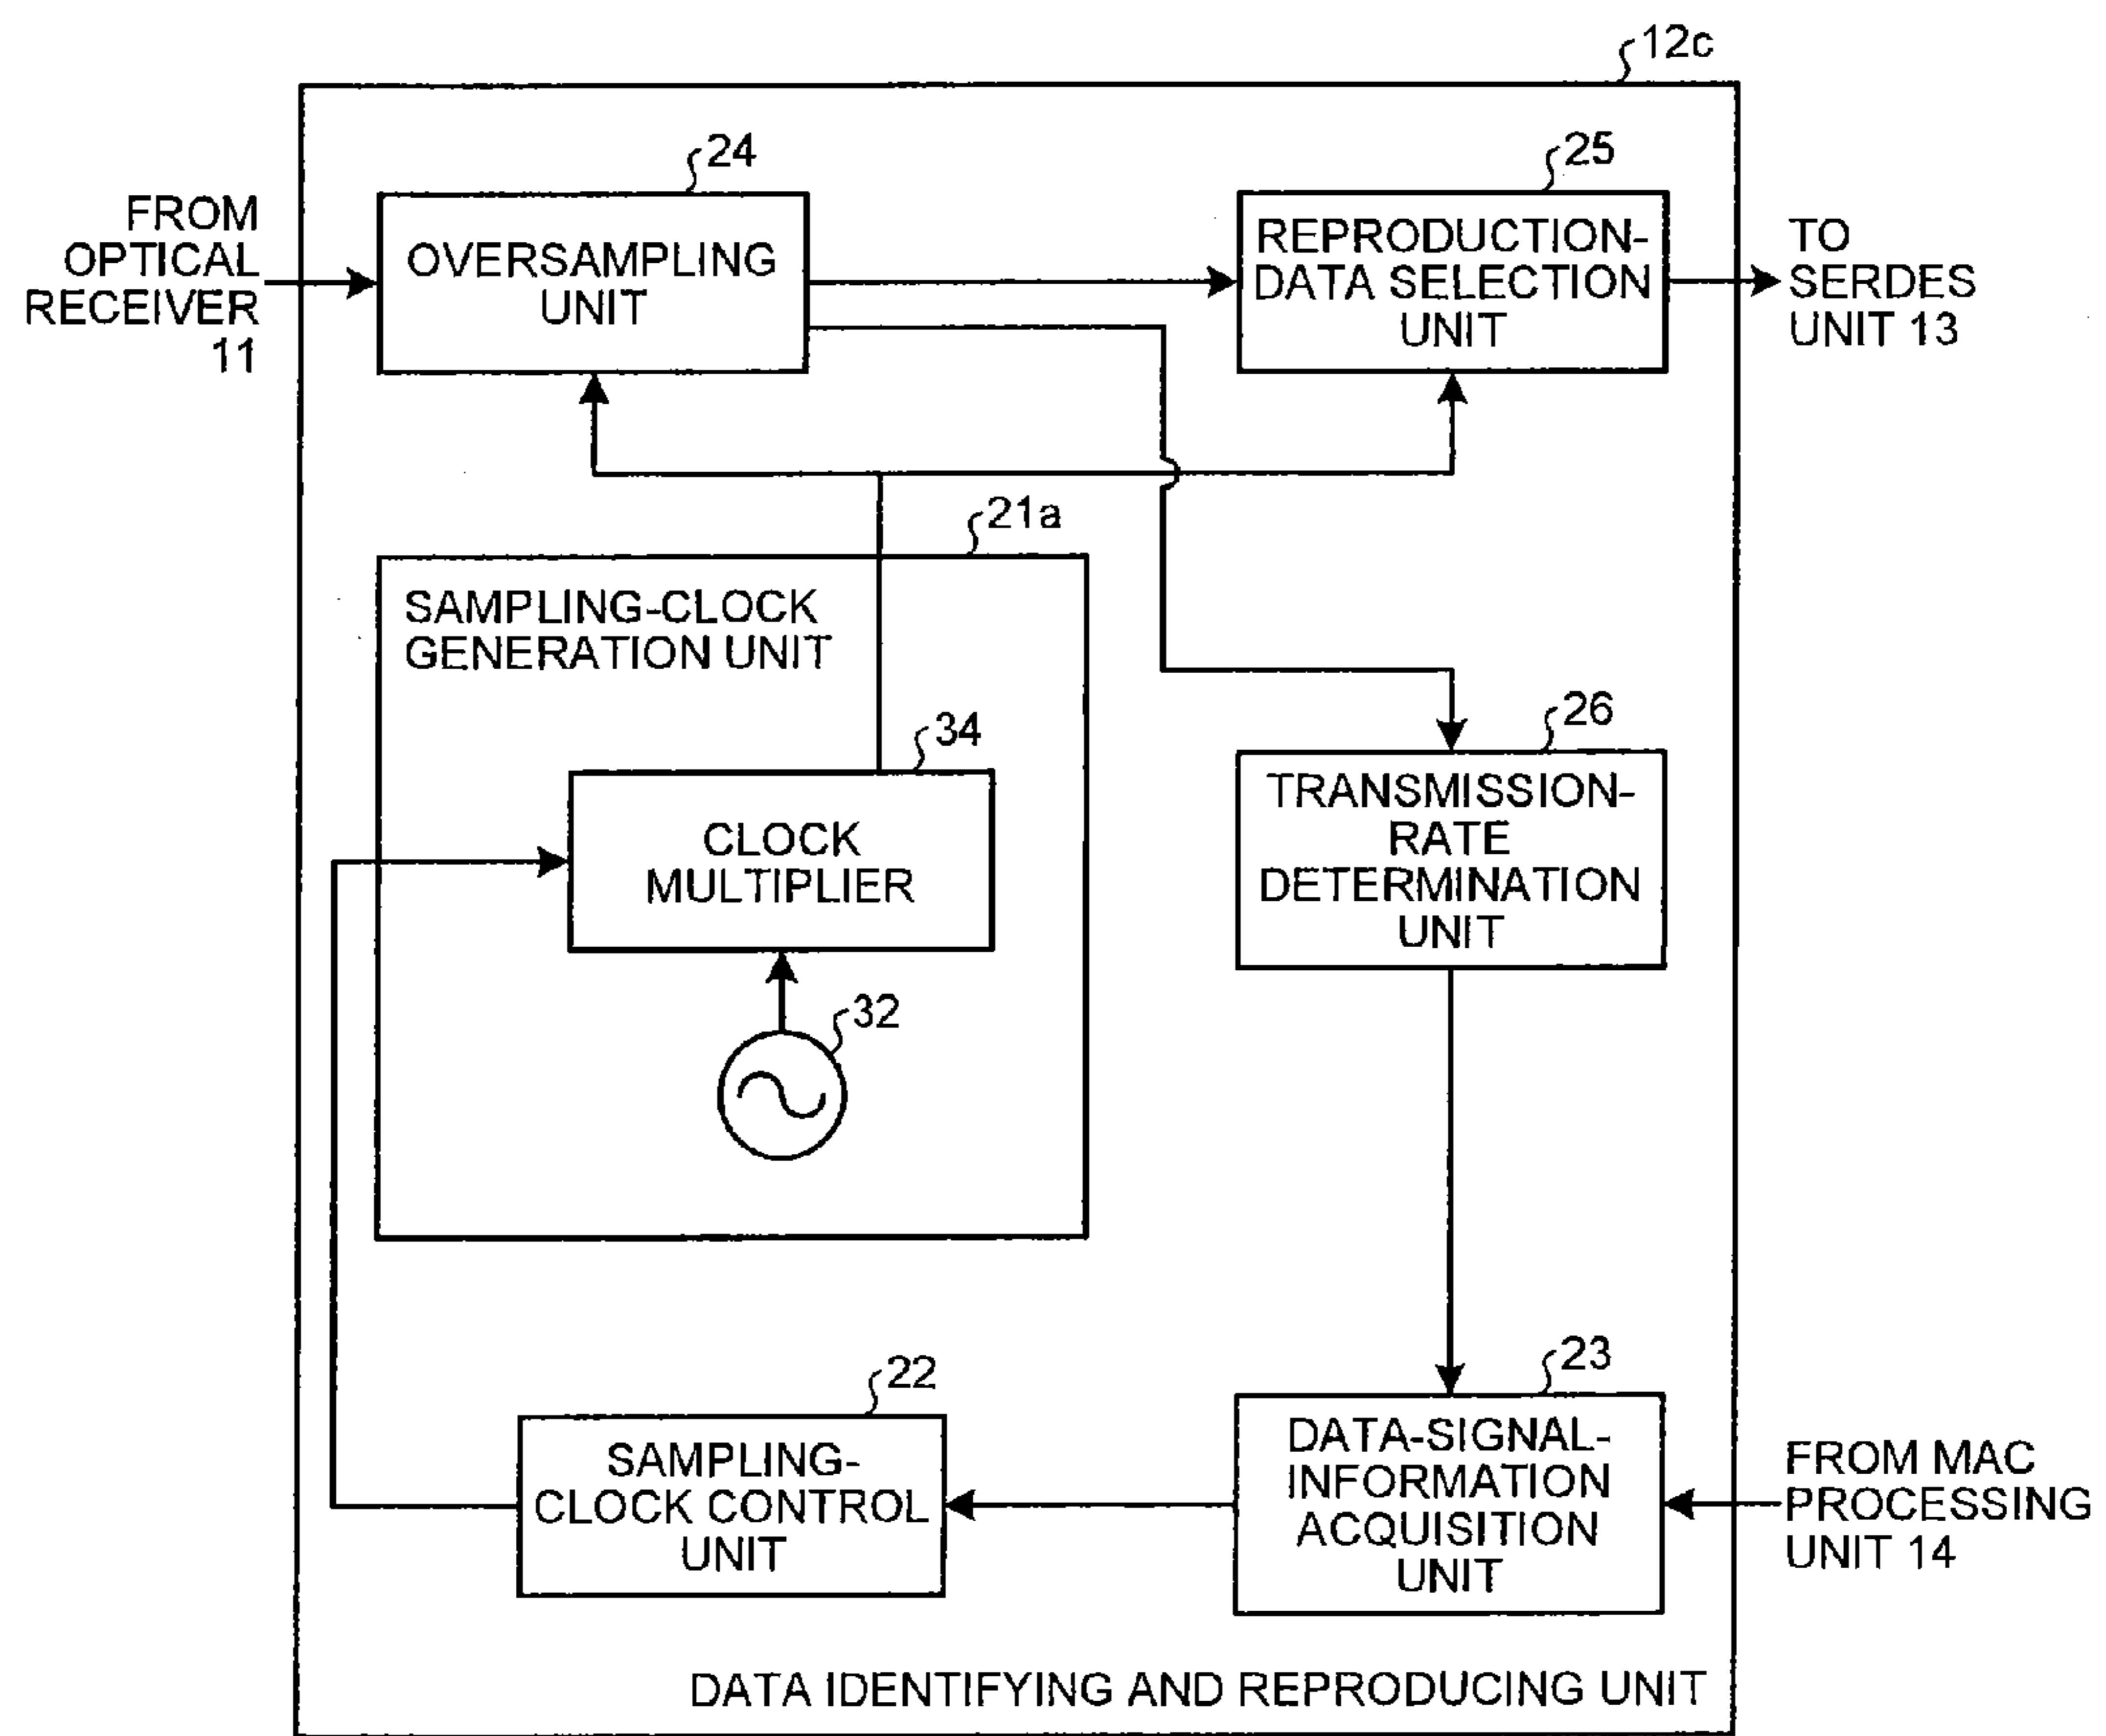 12c
24
25
FROM
OPTICAL
RECEIVER
11
OVERSAMPLING
UNIT
REPRODUCTION-
DATA SELECTION
UNIT
TO
SERDES
UNIT 13
21a
SAMPLING-CLOCK
GENERATION UNIT
34
CLOCK
MULTIPLIER
32
26
TRANSMISSION-
RATE
DETERMINATION
UNIT
22
SAMPLING-
CLOCK CONTROL
UNIT
23
DATA-SIGNAL-
INFORMATION
ACQUISITION
UNIT
FROM MAC
PROCESSING
UNIT 14
DATA IDENTIFYING AND REPRODUCING UNIT